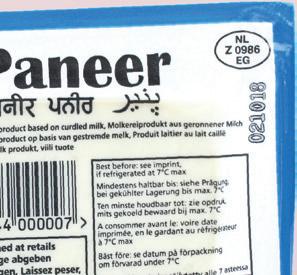 NL
Z 0986
EG
Paneer
ਪਨੀਰ پنیر
021018
product based on curdled milk, Molkereiprodukt aus geronnener Milch
product op basis van gestremde melk, Produit laitier au lait caillé
lk produkt, viili tuote
Best before: see imprint,
if refrigerated at 7°C max
Mindestens haltbar bis: siehe Prägung,
bei gekühlter Lagerung bis max. 7°C
Ten minste houdbaar tot: zie opdruk
mits gekoeld bewaard bij max. 7°C
A consommer avant le: voire date
imprimée, en le gardant au réfrigérateur
à 7°C max
Bäst före: se datum på förpackning
om förvarad under 7°C
4 000007
ed at retails
ge abgeben
gen. Laissez peser,